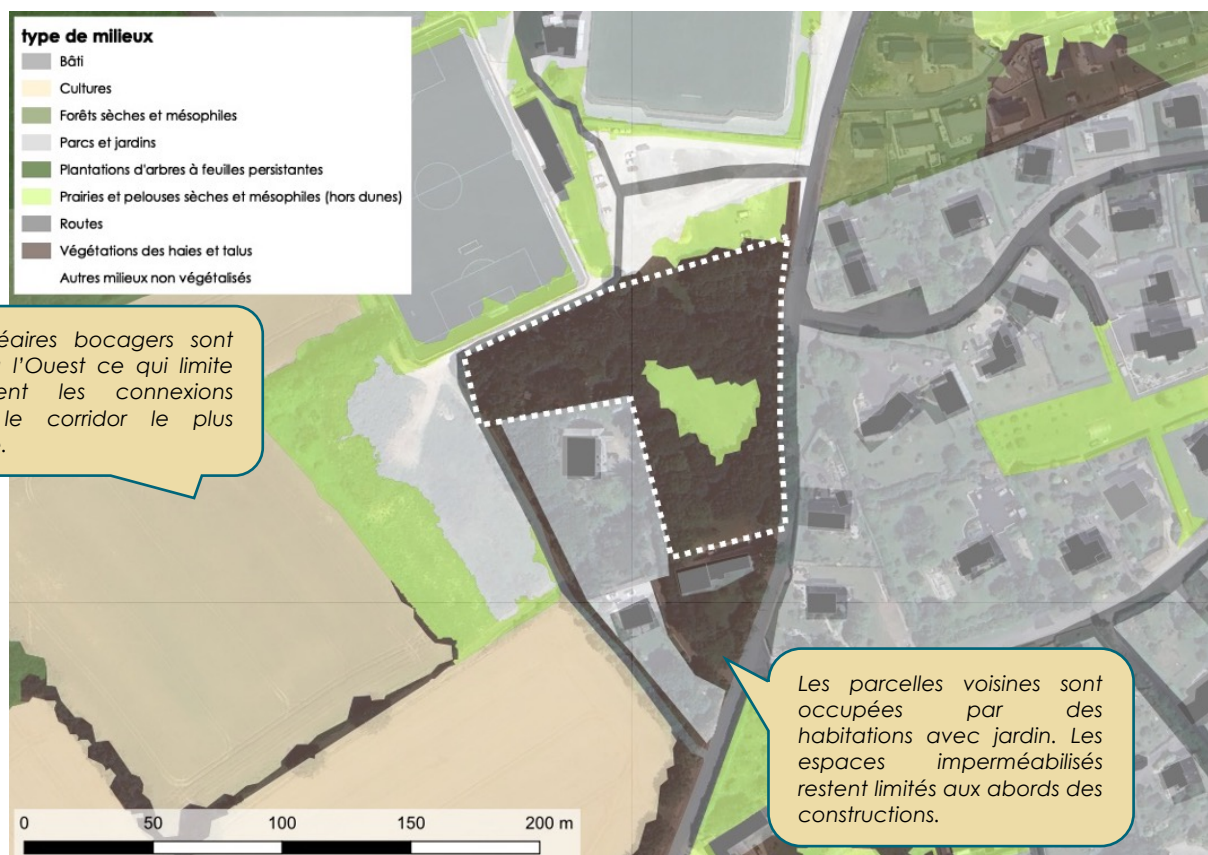 type de milieux
Bâti
Cultures
Forêts sèches et mésophiles
Parcs et jardins
Plantations d'arbres à feuilles persistantes
Prairies et pelouses sèches et mésophiles (hors dunes)
Routes
Végétations des haies et talus
Autres milieux non végétalisés
éaires bocagers sont
l'Ouest ce qui limite
ent les connexions
le corridor le plus
Les parcelles voisines sont
occupées par des
habitations avec jardin. Les
espaces imperméabilisés
restent limités aux abords des
constructions.
0 50 100 150 200 m